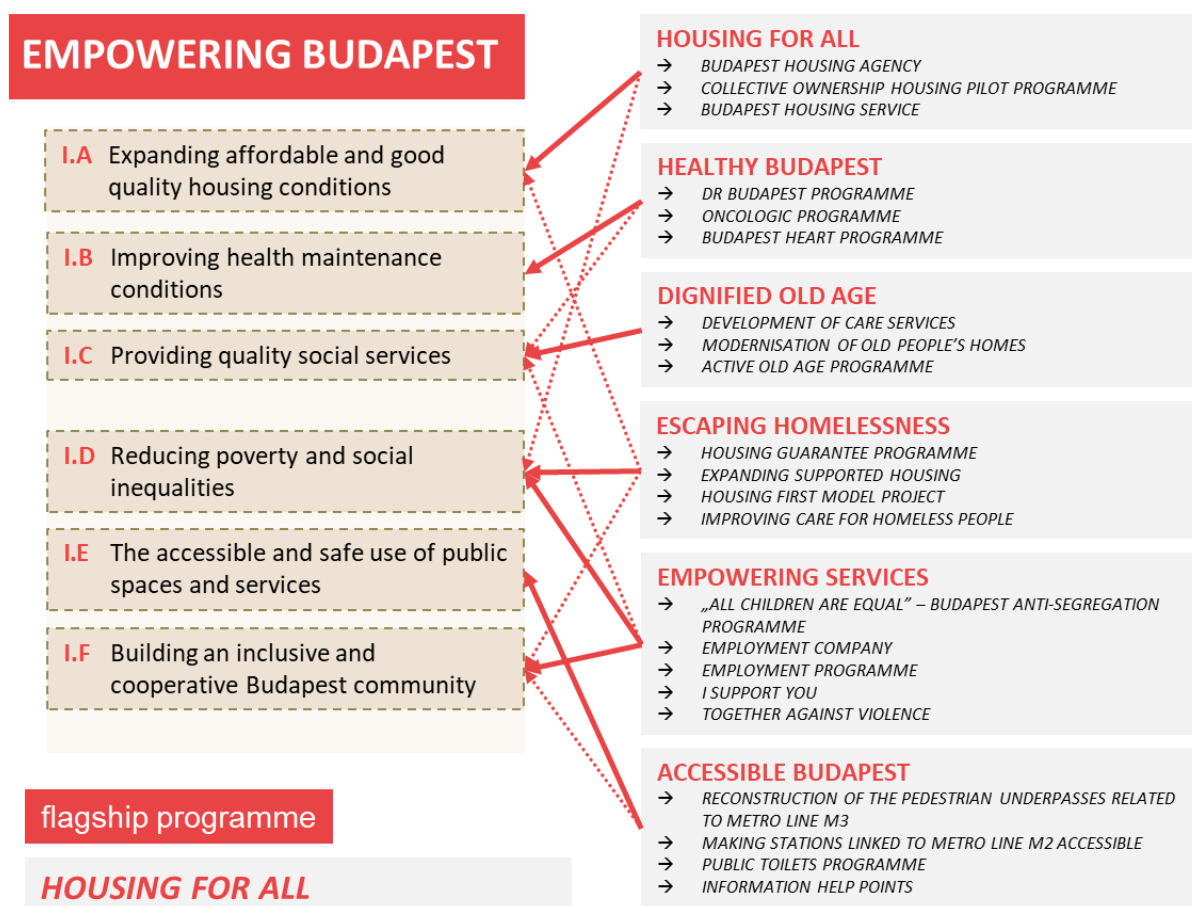 EMPOWERING BUDAPEST
I.A Expanding affordable and good
quality housing conditions
I.B Improving health maintenance
conditions
I.C Providing quality social services
I.D Reducing poverty and social
inequalities
I.E The accessible and safe use of public
spaces and services
I.F Building an inclusive and
cooperative Budapest community
flagship programme
HOUSING FOR ALL
HOUSING FOR ALL
→ BUDAPEST HOUSING AGENCY
→ COLLECTIVE OWNERSHIP HOUSING PILOT PROGRAMME
→ BUDAPEST HOUSING SERVICE
HEALTHY BUDAPEST
→ DR BUDAPEST PROGRAMME
→ ONCOLOGIC PROGRAMME
→ BUDAPEST HEART PROGRAMME
DIGNIFIED OLD AGE
→ DEVELOPMENT OF CARE SERVICES
→ MODERNISATION OF OLD PEOPLE'S HOMES
→ ACTIVE OLD AGE PROGRAMME
ESCAPING HOMELESSNESS
→ HOUSING GUARANTEE PROGRAMME
→ EXPANDING SUPPORTED HOUSING
→ HOUSING FIRST MODEL PROJECT
→ IMPROVING CARE FOR HOMELESS PEOPLE
EMPOWERING SERVICES
→ „ALL CHILDREN ARE EQUAL” – BUDAPEST ANTI-SEGREGATION
PROGRAMME
→ EMPLOYMENT COMPANY
→ EMPLOYMENT PROGRAMME
→ I SUPPORT YOU
→ TOGETHER AGAINST VIOLENCE
ACCESSIBLE BUDAPEST
→ RECONSTRUCTION OF THE PEDESTRIAN UNDERPASSES RELATED
TO METRO LINE M3
→ MAKING STATIONS LINKED TO METRO LINE M2 ACCESSIBLE
→ PUBLIC TOILETS PROGRAMME
→ INFORMATION HELP POINTS